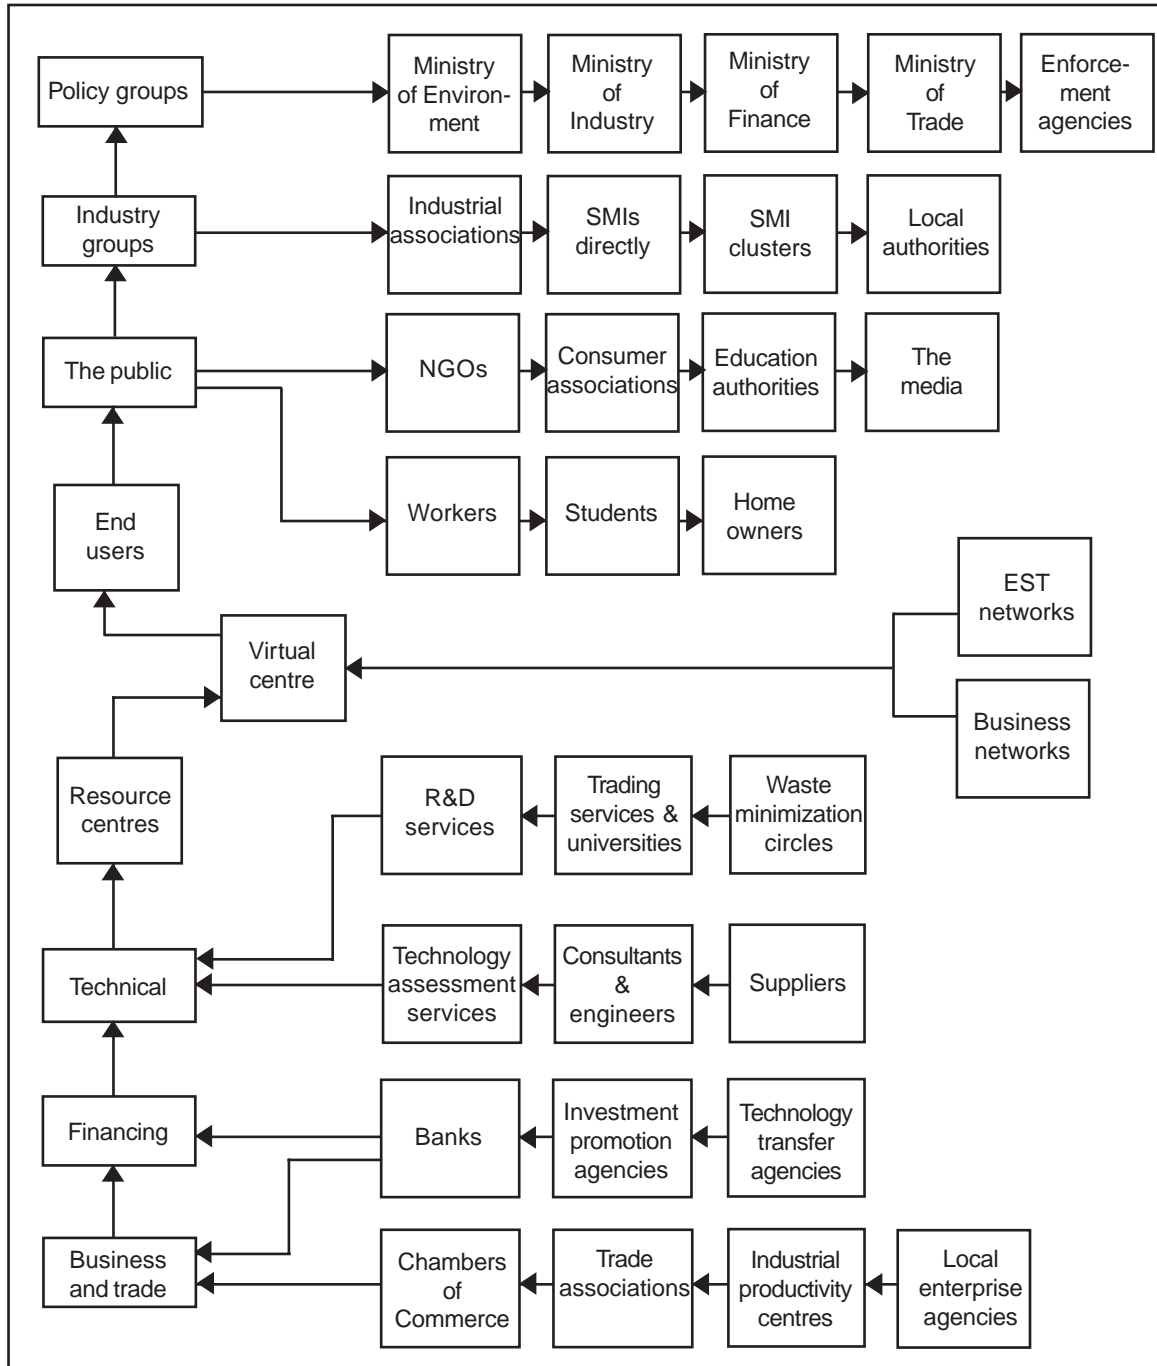 Policy groups
Ministry
of Environ-
ment
Ministry
of
Industry
Ministry
of
Finance
Ministry
of
Trade
Enforce-
ment
agencies
Industry
groups
Industrial
associations
SMIs
directly
SMI
clusters
Local
authorities
The public
NGOs
Consumer
associations
Education
authorities
The
media
End
users
Workers
Students
Home
owners
EST
networks
Virtual
centre
Business
networks
Resource
centres
R&D
services
Trading
services &
universities
Waste
minimization
circles
Technical
Technology
assessment
services
Consultants
&
engineers
Suppliers
Financing
Banks
Investment
promotion
agencies
Technology
transfer
agencies
Business
and trade
Chambers
of
Commerce
Trade
associations
Industrial
productivity
centres
Local
enterprise
agencies